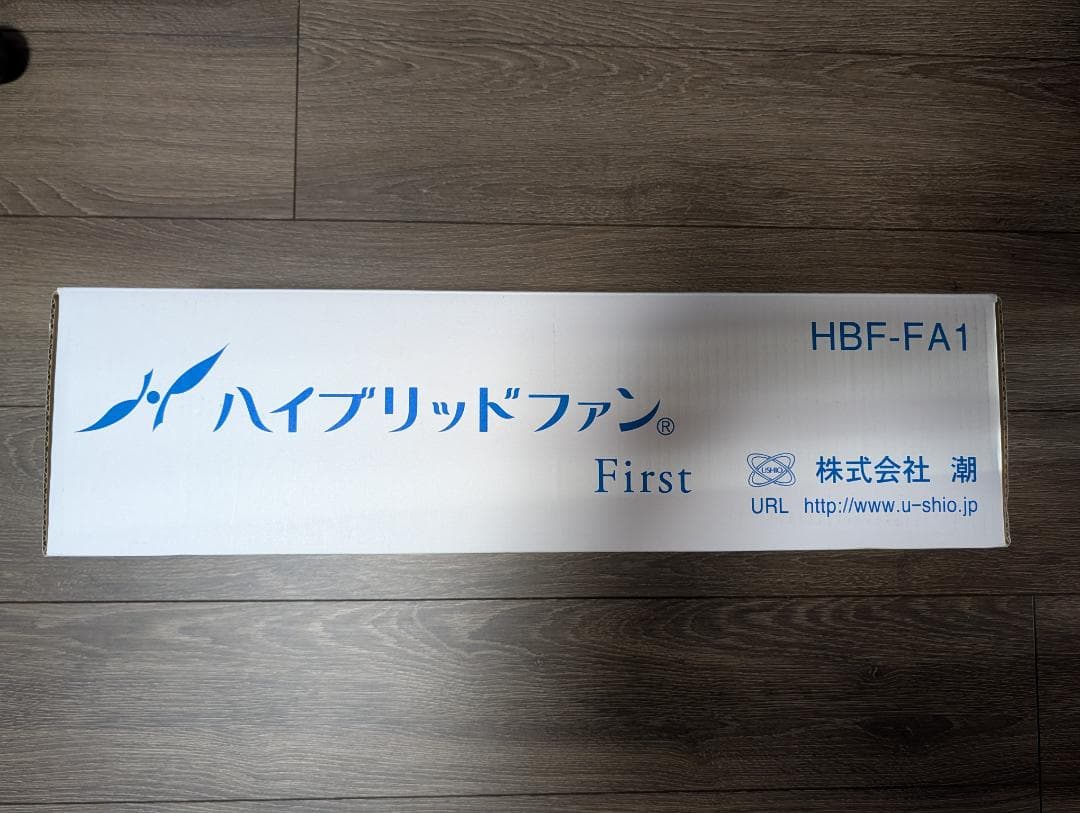 HBF-FA1
ハイブリッドファン®
First
USHIO 株式会社 潮
URL http://www.u-shio.jp